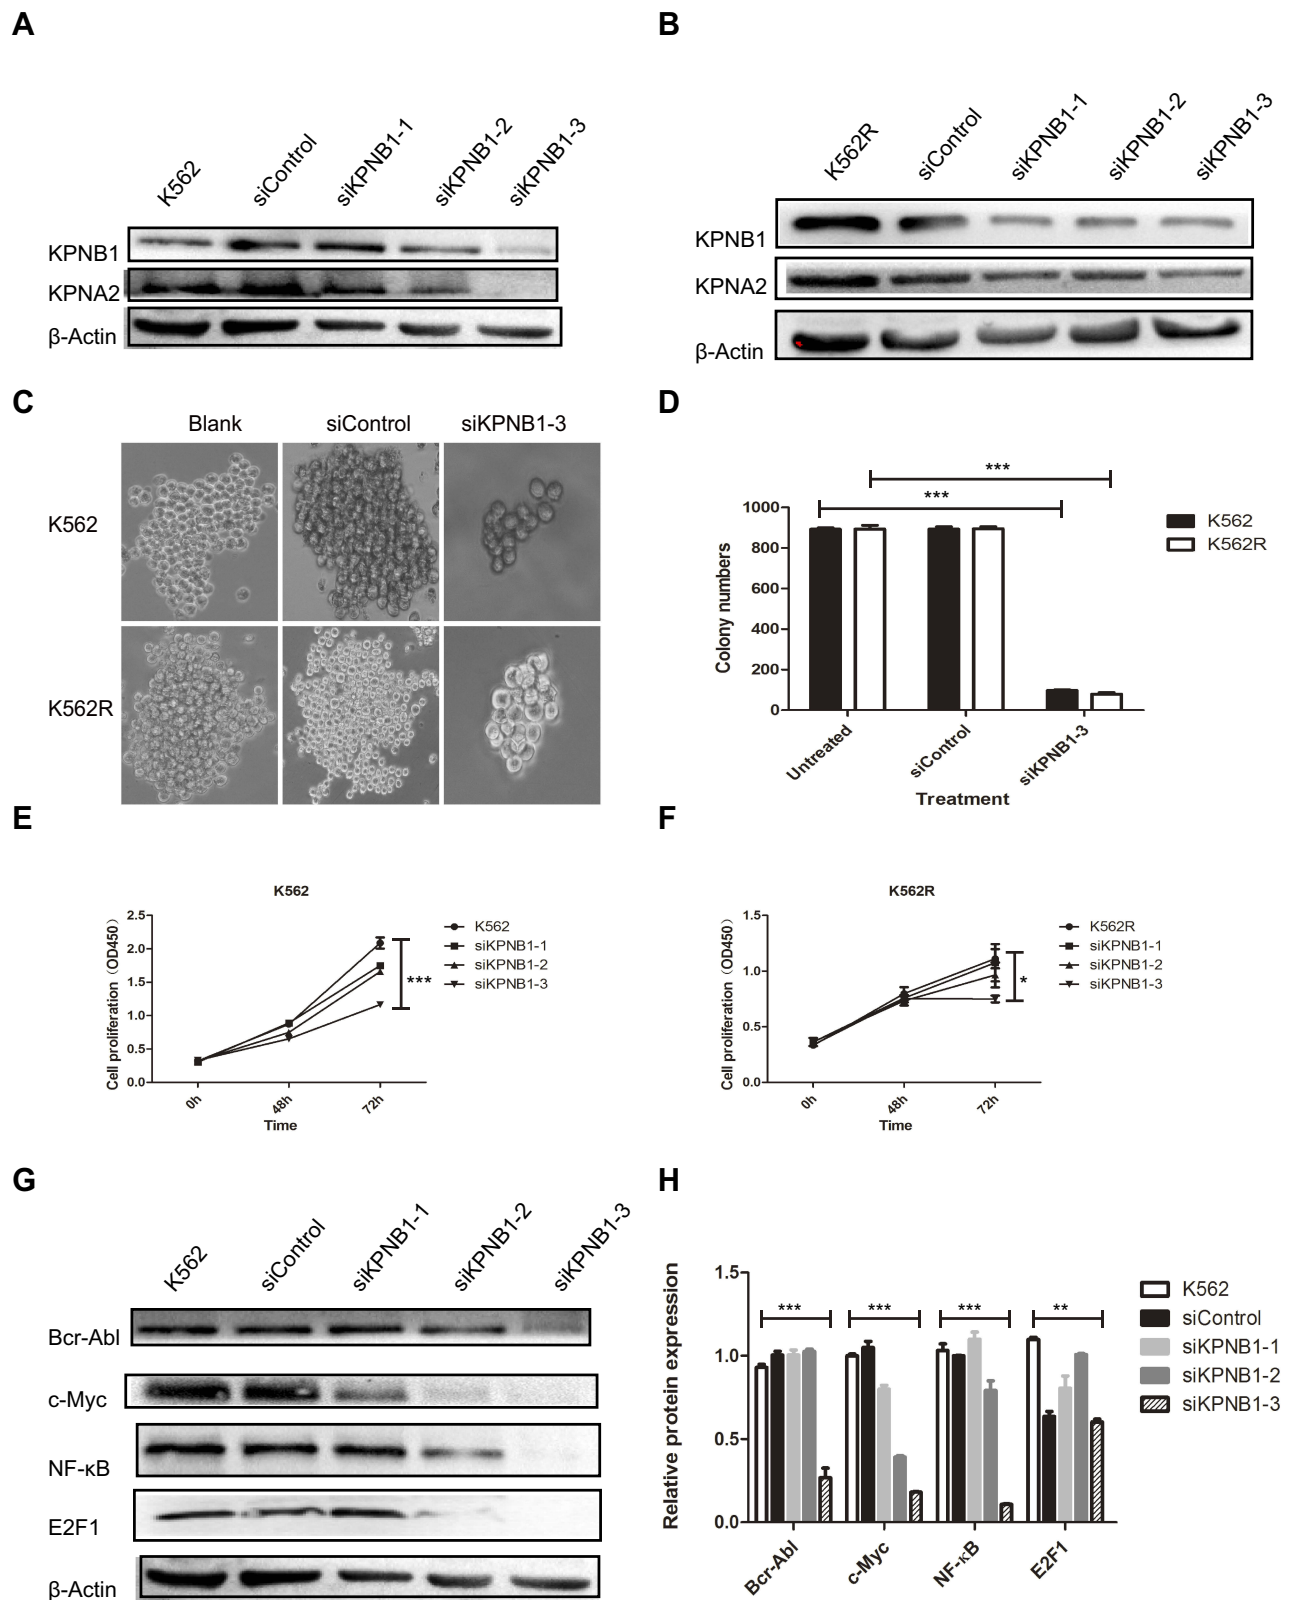 A
K562
siControl
siKPNB1-1
siKPNB1-2
siKPNB1-3
KPNB1
KPNA2
β-Actin
B
K562R
siControl
siKPNB1-1
siKPNB1-2
siKPNB1-3
KPNB1
KPNA2
β-Actin
C
Blank
siControl
siKPNB1-3
K562
K562R
D
***
***
1000
800
600
400
200
0
Colony numbers
Untreated
siControl
siKPNB1-3
Treatment
K562
K562R
E
K562
2.5
2.0
1.5
1.0
0.5
0.0
Cell proliferation（OD450）
0h
48h
72h
Time
K562
siKPNB1-1
siKPNB1-2
siKPNB1-3
***
F
K562R
1.5
1.0
0.5
0.0
Cell proliferation（OD450）
0h
48h
72h
Time
K562R
siKPNB1-1
siKPNB1-2
siKPNB1-3
*
G
K562
siControl
siKPNB1-1
siKPNB1-2
siKPNB1-3
Bcr-Abl
c-Myc
NF-κB
E2F1
β-Actin
H
1.5
1.0
0.5
0.0
Relative protein expression
***
***
***
**
Bcr-Abl
c-Myc
NF-κB
E2F1
K562
siControl
siKPNB1-1
siKPNB1-2
siKPNB1-3